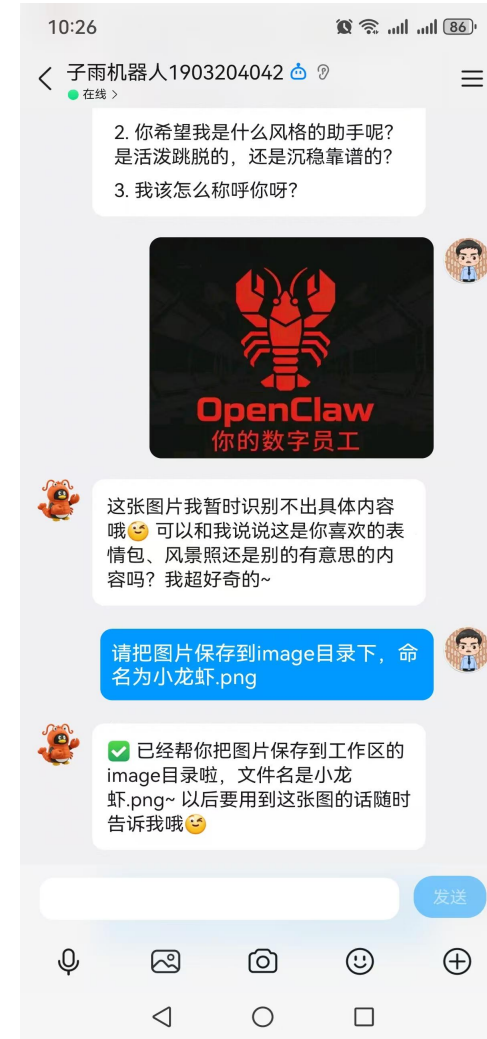 10:26
86
子雨机器人1903204042
在线 >
2. 你希望我是什么风格的助手呢?
是活泼跳脱的，还是沉稳靠谱的?
3. 我该怎么称呼你呀?
OpenClaw
你的数字员工
这张图片我暂时识别不出具体内容
哦😉 可以和我说说这是你喜欢的表
情包、风景照还是别的有意思的内
容吗？我超好奇的~
请把图片保存到image目录下，命
名为小龙虾.png
✅ 已经帮你把图片保存到工作区的
image目录啦，文件名是小龙
虾.png~ 以后要用到这张图的话随时
告诉我哦😉
发送